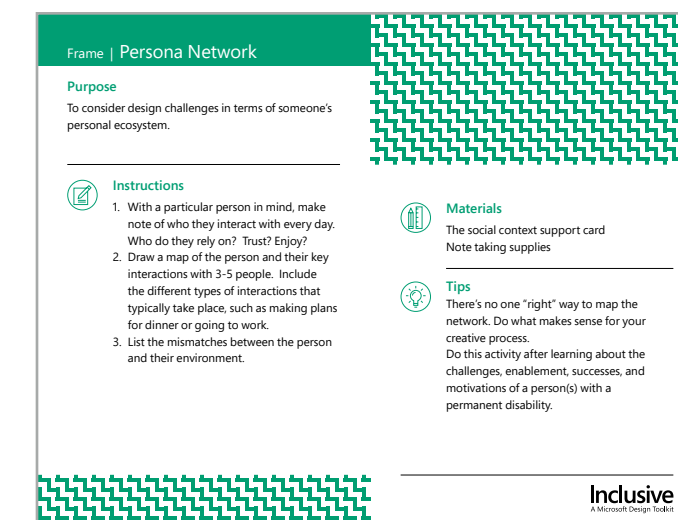 Frame | Persona Network
Purpose
To consider design challenges in terms of someone's
personal ecosystem.
Instructions
1. With a particular person in mind, make
note of who they interact with every day.
Who do they rely on? Trust? Enjoy?
2. Draw a map of the person and their key
interactions with 3-5 people. Include
the different types of interactions that
typically take place, such as making plans
for dinner or going to work.
3. List the mismatches between the person
and their environment.
Materials
The social context support card
Note taking supplies
Tips
There's no one "right" way to map the
network. Do what makes sense for your
creative process.
Do this activity after learning about the
challenges, enablement, successes, and
motivations of a person(s) with a
permanent disability.
Inclusive
A Microsoft Design Toolkit